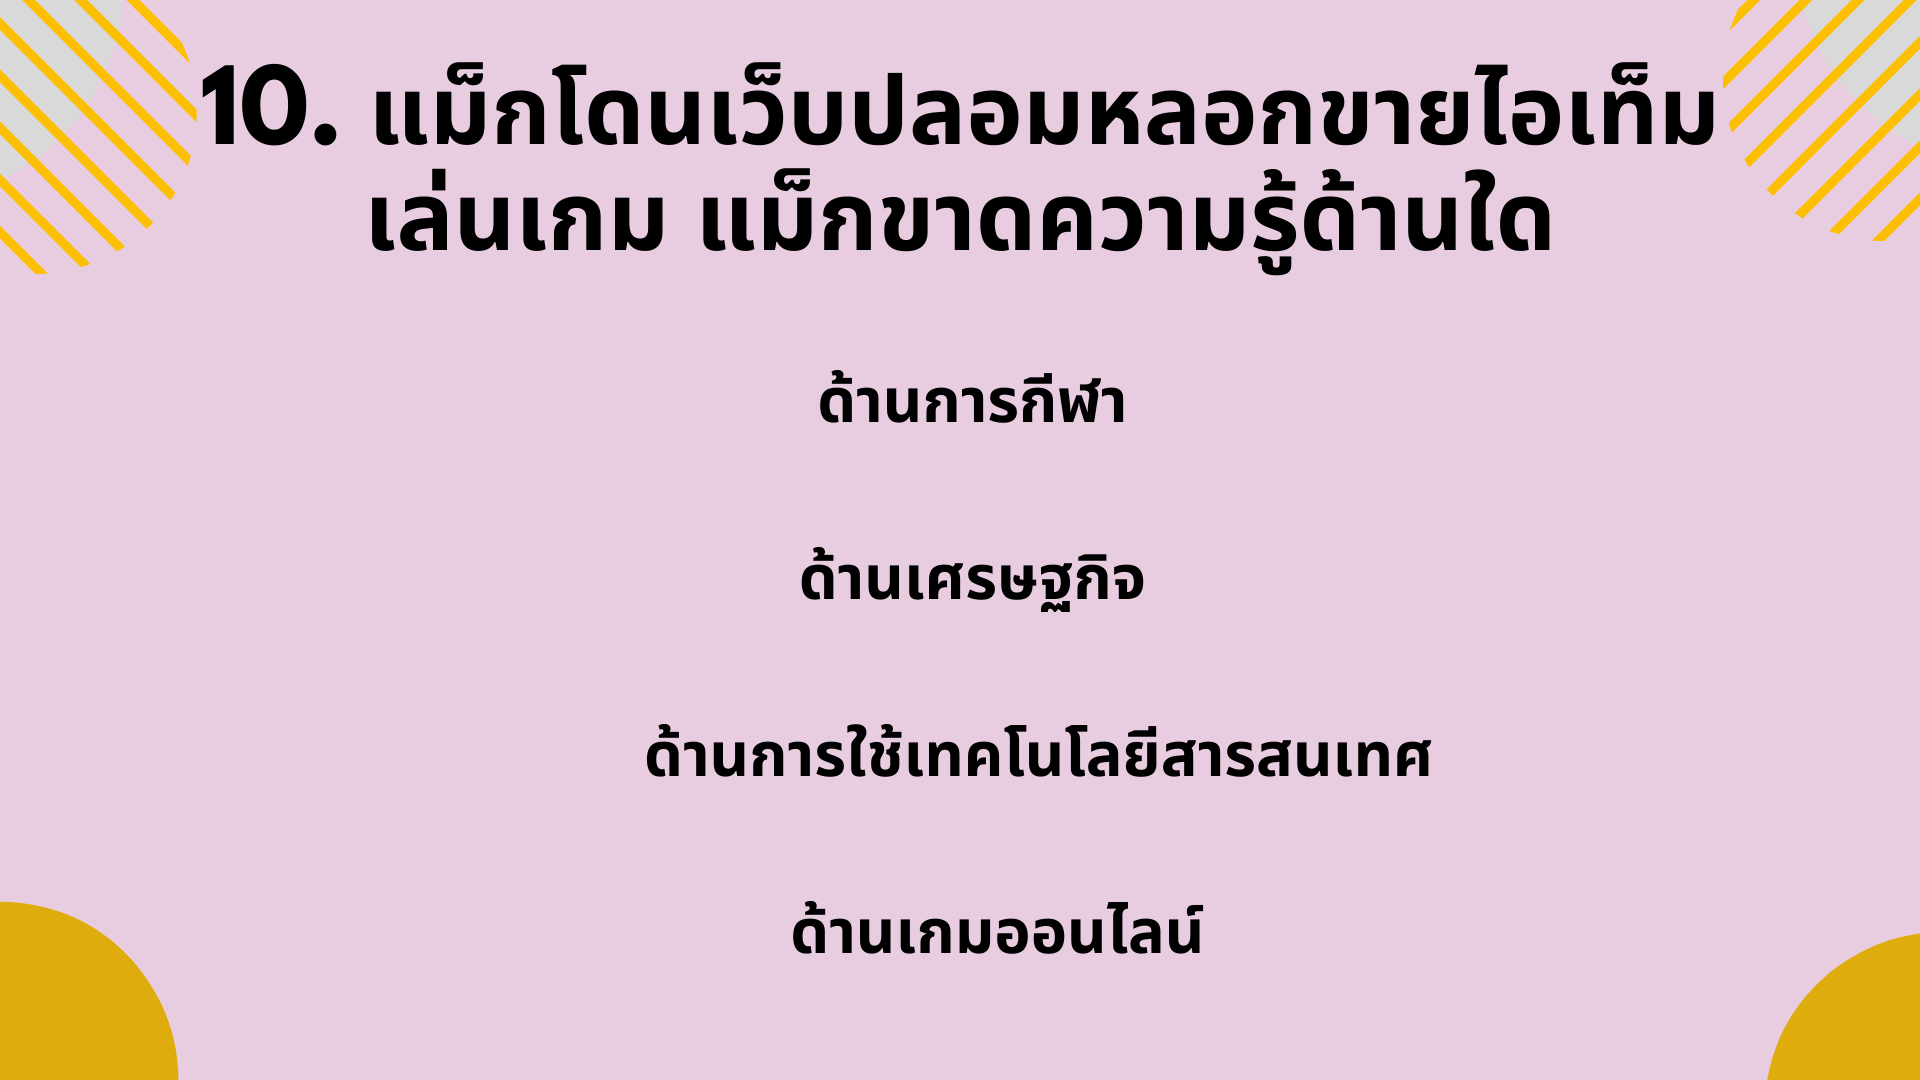 10. แม็กโดนเว็บปลอมหลอกขายไอเท็ม
เล่นเกม แม็กขาดความรู้ด้านใด
ด้านการกีฬา
ด้านเศรษฐกิจ
ด้านการใช้เทคโนโลยีสารสนเทศ
ด้านเกมออนไลน์